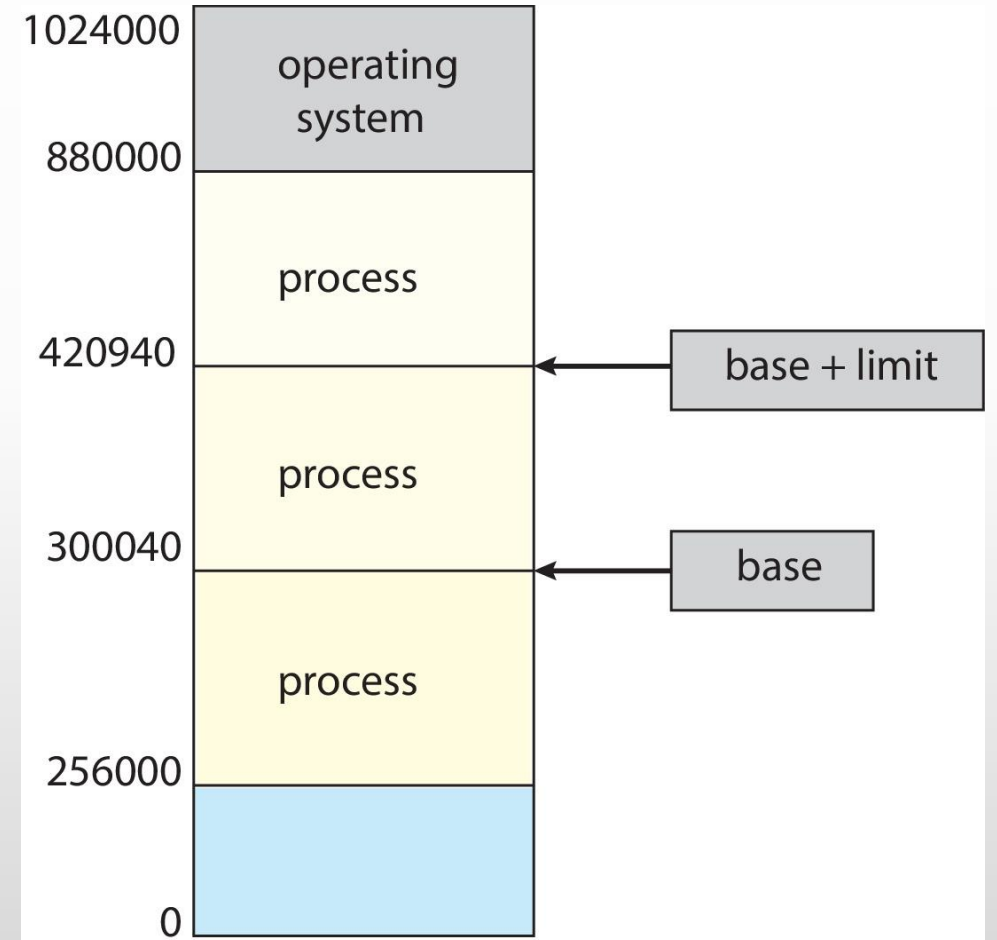 1024000
operating
system
880000
process
420940
base + limit
process
300040
base
process
256000
0